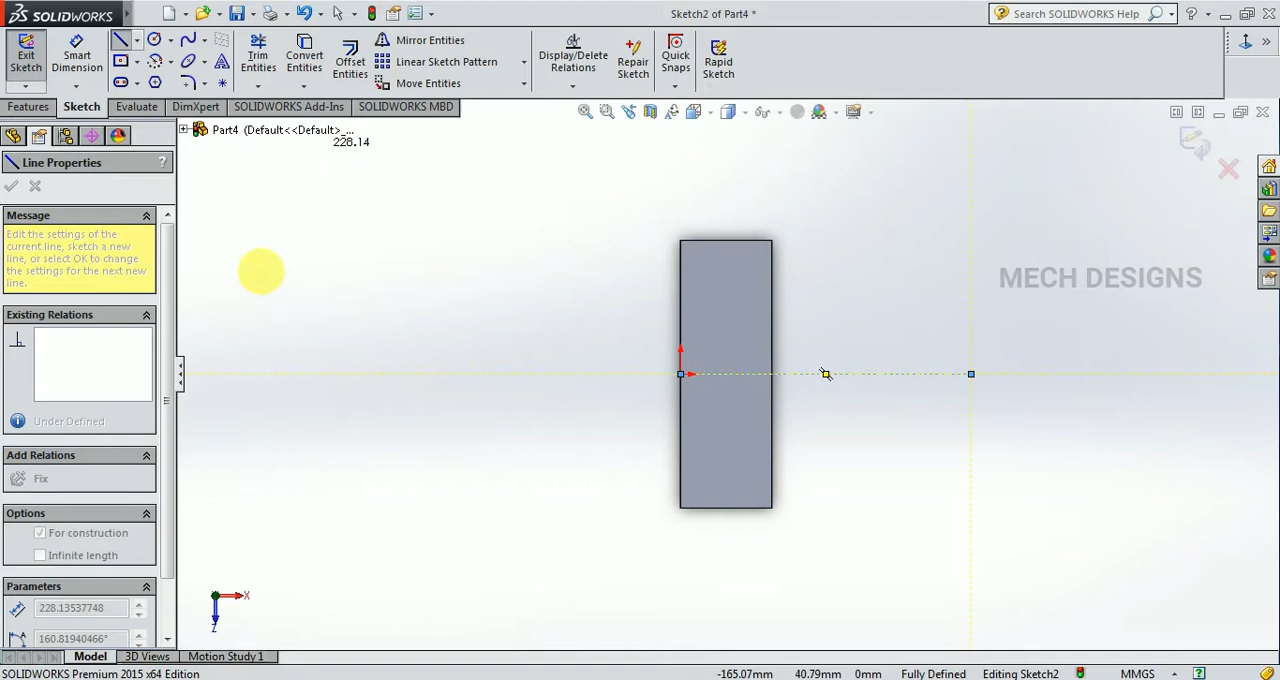 SOLIDWORKS
Sketch2 of Part4 *
Search SOLIDWORKS Help
Exit Sketch
Smart Dimension
Trim Entities
Convert Entities
Offset Entities
Mirror Entities
Linear Sketch Pattern
Move Entities
Display/Delete Relations
Repair Sketch
Quick Snaps
Rapid Sketch
Features
Sketch
Evaluate
DimXpert
SOLIDWORKS Add-Ins
SOLIDWORKS MBD
Part4 (Default<<Default>_...
228.14
Line Properties
?
Message
Edit the settings of the
current line, sketch a new
line, or select OK to change
the settings for the next new
line.
Existing Relations
Under Defined
Add Relations
Fix
Options
For construction
Infinite length
Parameters
228.13537748
160.81940466°
MECH DESIGNS
X
Z
Model
3D Views
Motion Study 1
SOLIDWORKS Premium 2015 x64 Edition
-165.07mm
40.79mm
0mm
Fully Defined
Editing Sketch2
MMGS